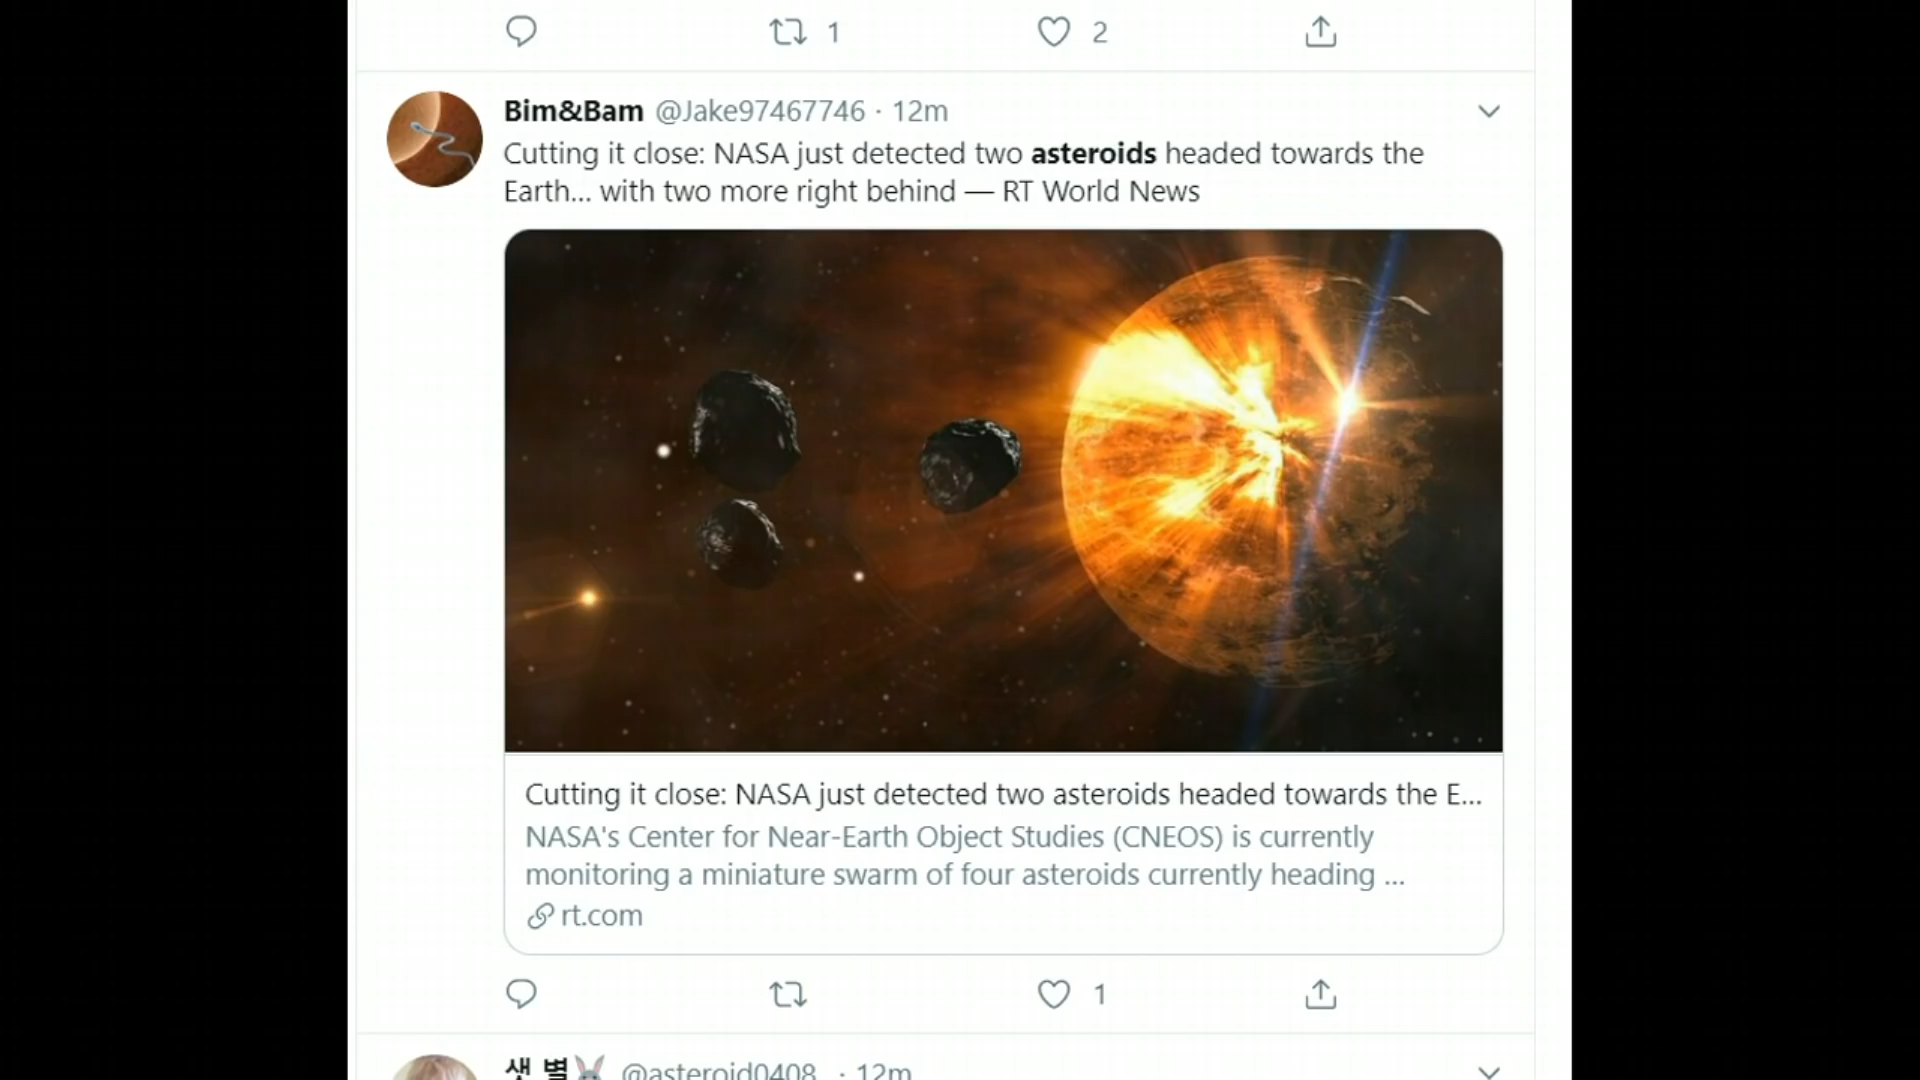 1 2
Bim&Bam @Jake97467746 · 12m
Cutting it close: NASA just detected two asteroids headed towards the
Earth... with two more right behind — RT World News
Cutting it close: NASA just detected two asteroids headed towards the E...
NASA's Center for Near-Earth Object Studies (CNEOS) is currently
monitoring a miniature swarm of four asteroids currently heading ...
rt.com
1
샛 별 @asteroid0408 · 12m